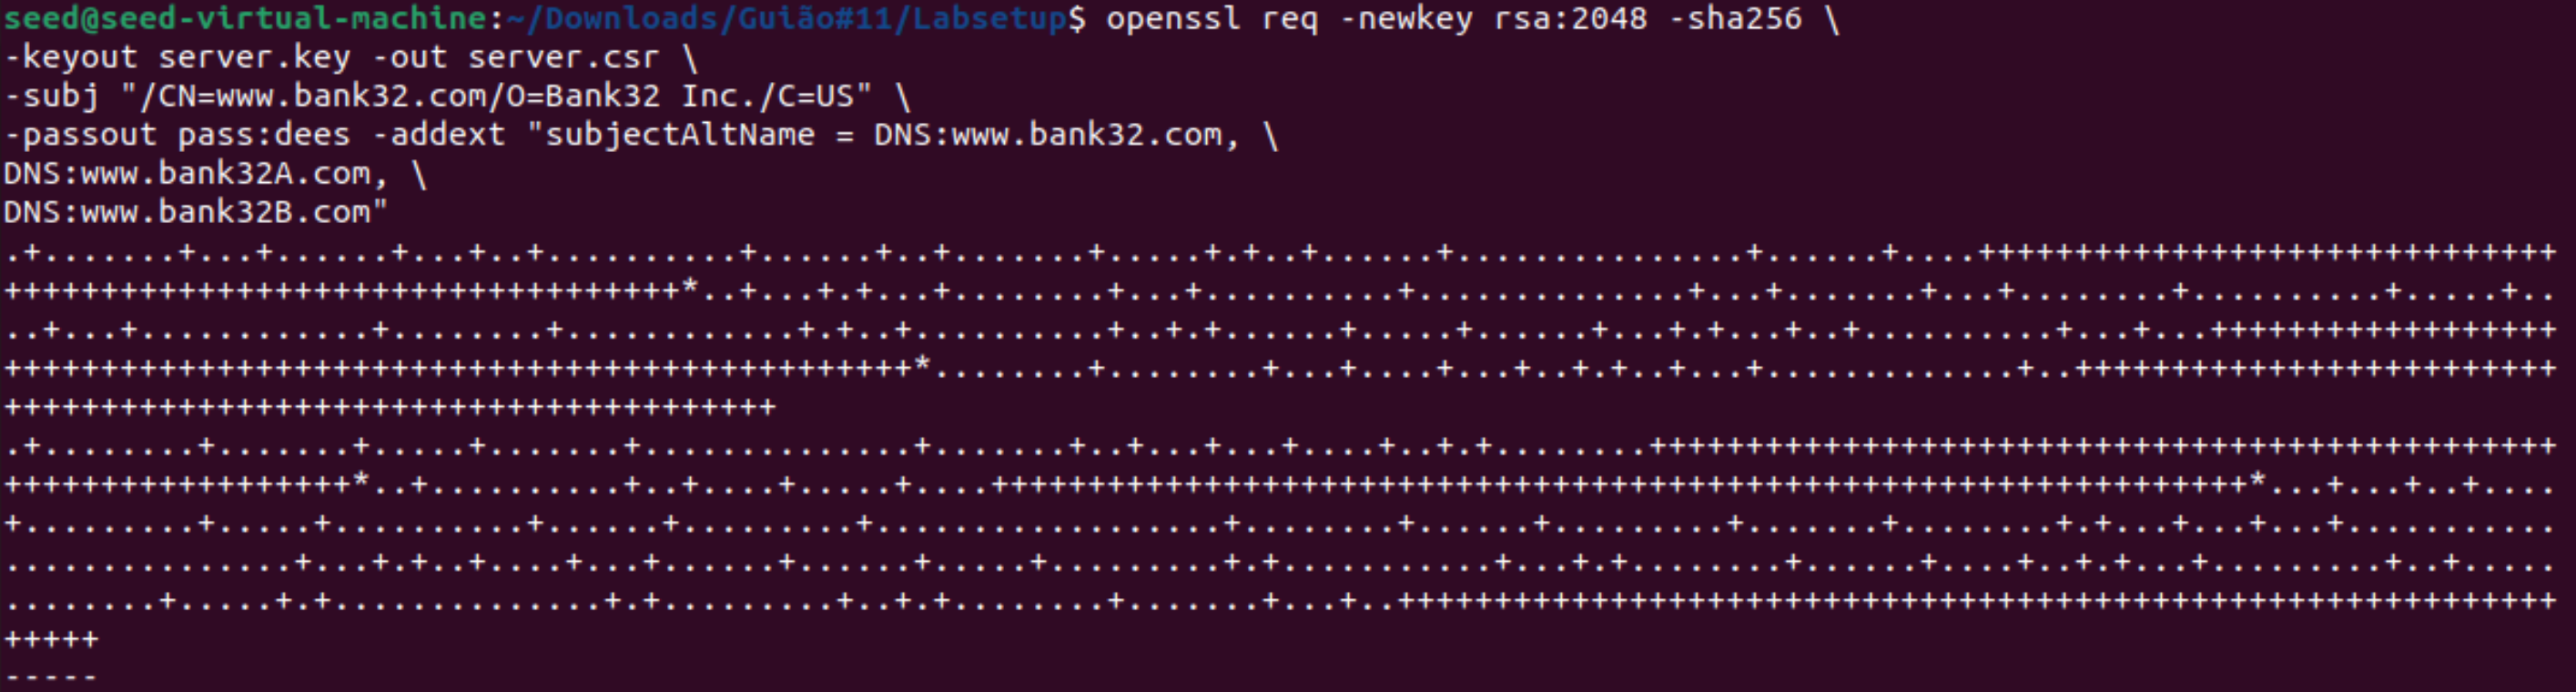 seed@seed-virtual-machine:~/Downloads/Guião#11/Labsetup$ openssl req -newkey rsa:2048 -sha256 \
-keyout server.key -out server.csr \
-subj "/CN=www.bank32.com/O=Bank32 Inc./C=US" \
-passout pass:dees -addext "subjectAltName = DNS:www.bank32.com, \
DNS:www.bank32A.com, \
DNS:www.bank32B.com"
.+.......+...+......+...+..+..........+......+..+.......+.....+.+..+......+...............+......+....++++++++++++++++++++++++++++++
+++++++++++++++++++++++++++++++++++*..+...+.+...+........+...+..........+..............+...+.......+...+........+..........+.....+..
..+...+............+........+............+.+..+..........+..+.+......+.....+......+...+.+...+..+..........+...+...++++++++++++++++++
+++++++++++++++++++++++++++++++++++++++++++++++*........+........+...+....+...+..+.+..+...+.............+..+++++++++++++++++++++++++
++++++++++++++++++++++++++++++++++++++++
.+........+.......+.....+.......+..............+.......+..+...+...+....+..+.+........+++++++++++++++++++++++++++++++++++++++++++++++
++++++++++++++++++*..+..........+..+....+.....+....+++++++++++++++++++++++++++++++++++++++++++++++++++++++++++++++++*...+...+..+....
+.........+.....+..........+......+.........+..................+........+......+.........+.......+........+.+...+...+...+...........
...............+...+.+..+....+...+......+......+.....+.........+.+...........+...+.+........+......+....+..+.+...+.........+..+.....
........+.....+.+..............+.+.........+..+.+........+.......+...+..++++++++++++++++++++++++++++++++++++++++++++++++++++++++++++
+++++
-----